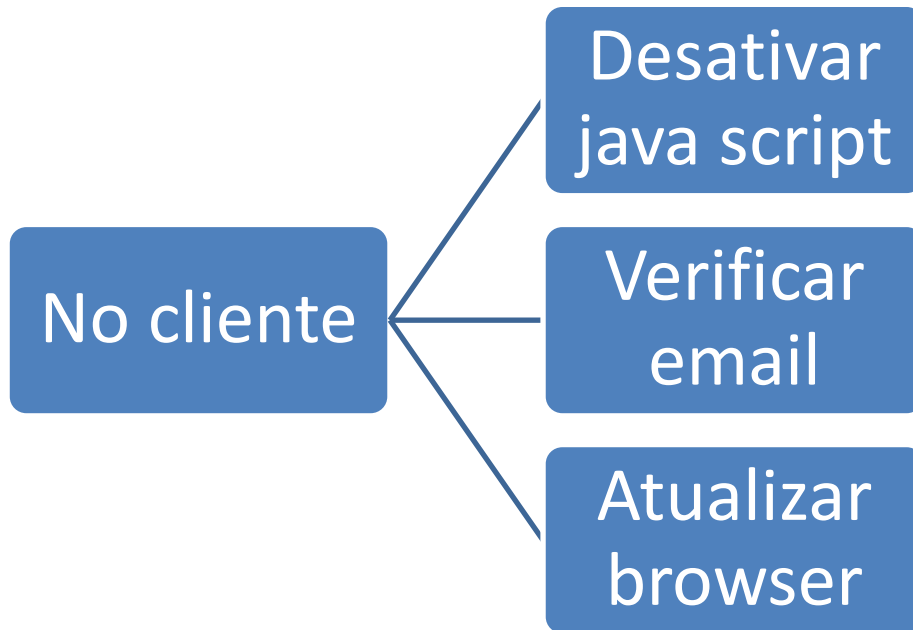 No cliente
Desativar
java script
Verificar
email
Atualizar
browser